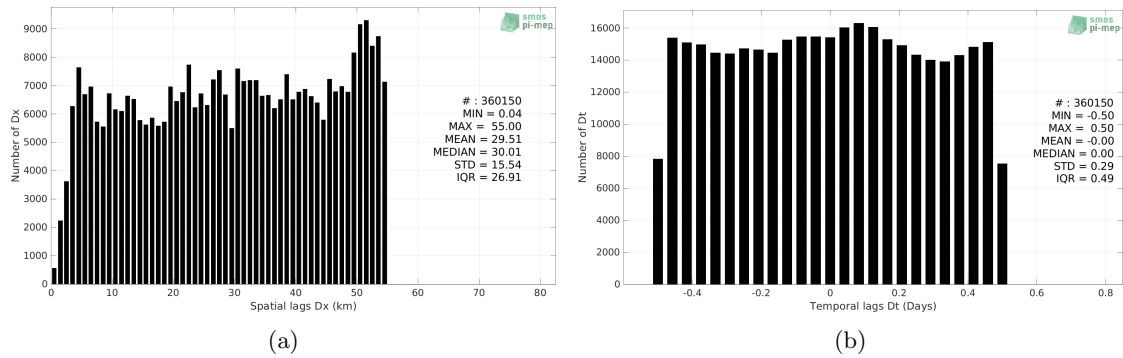 smos
pi-mep
9000
8000
7000
6000
5000
4000
3000
2000
1000
0
Number of Dx
# : 360150
MIN = 0.04
MAX = 55.00
MEAN = 29.51
MEDIAN = 30.01
STD = 15.54
IQR = 26.91
0 10 20 30 40 50 60 70 80
Spatial lags Dx (km)
(a)
smos
pi-mep
16000
14000
12000
10000
8000
6000
4000
2000
0
Number of Dt
# : 360150
MIN = -0.50
MAX = 0.50
MEAN = -0.00
MEDIAN = 0.00
STD = 0.29
IQR = 0.49
-0.4 -0.2 0 0.2 0.4 0.6 0.8
Temporal lags Dt (Days)
(b)